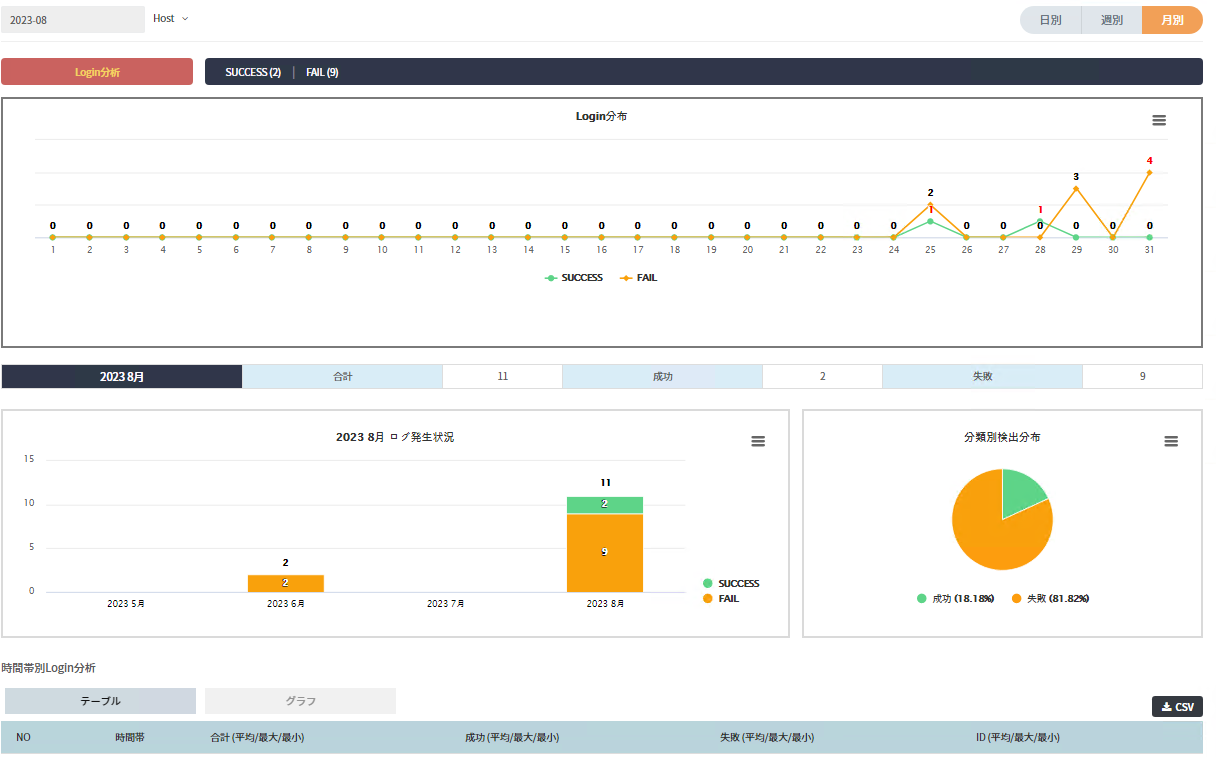 2023-08 Host 日別 週別 月別
Login分析 SUCCESS (2) | FAIL (9)
Login分布
4
3
2
1 1
0 0 0 0 0 0 0 0 0 0 0 0 0 0 0 0 0 0 0 0 0 0 0 0 0 0 0 0 0 0
1 2 3 4 5 6 7 8 9 10 11 12 13 14 15 16 17 18 19 20 21 22 23 24 25 26 27 28 29 30 31
SUCCESS FAIL
2023 8月 合計 11 成功 2 失敗 9
2023 8月 ログ発生状況
15
11
10
2
9
5
2
2
0
2023 5月 2023 6月 2023 7月 2023 8月
SUCCESS
FAIL
分類別検出分布
成功 (18.18%) 失敗 (81.82%)
時間帯別Login分析
テーブル グラフ
CSV
NO 時間帯 合計 (平均/最大/最小) 成功 (平均/最大/最小) 失敗 (平均/最大/最小) ID (平均/最大/最小)